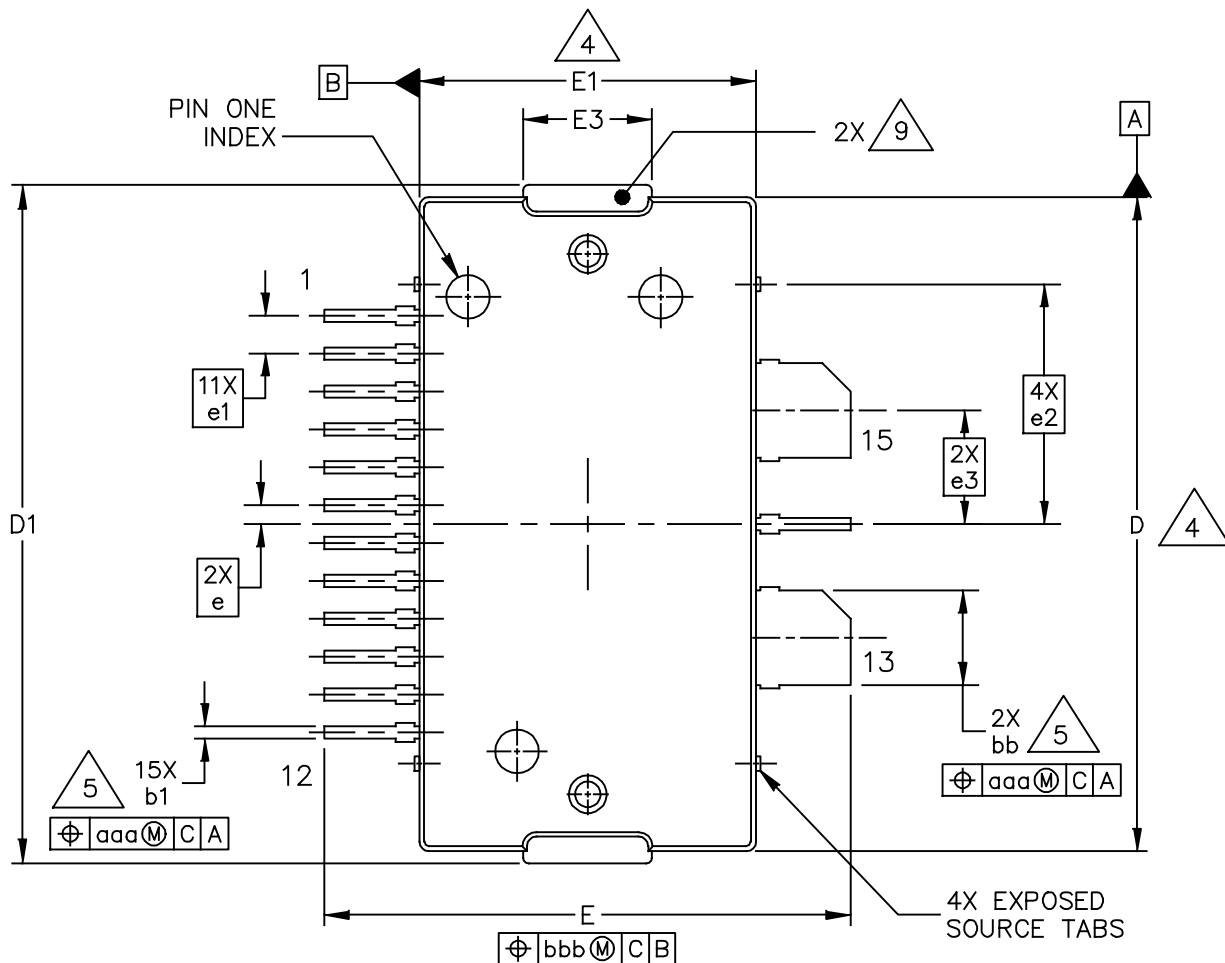 4
B
E1
PIN ONE
INDEX
E3
2X 9
A
1
11X
e1
4X
e2
15
2X
e3
D1
D 4
2X
e
13
2X
bb 5
⌖ aaa Ⓜ C A
5 15X
b1
12
⌖ aaa Ⓜ C A
E
⌖ bbb Ⓜ C B
4X EXPOSED
SOURCE TABS